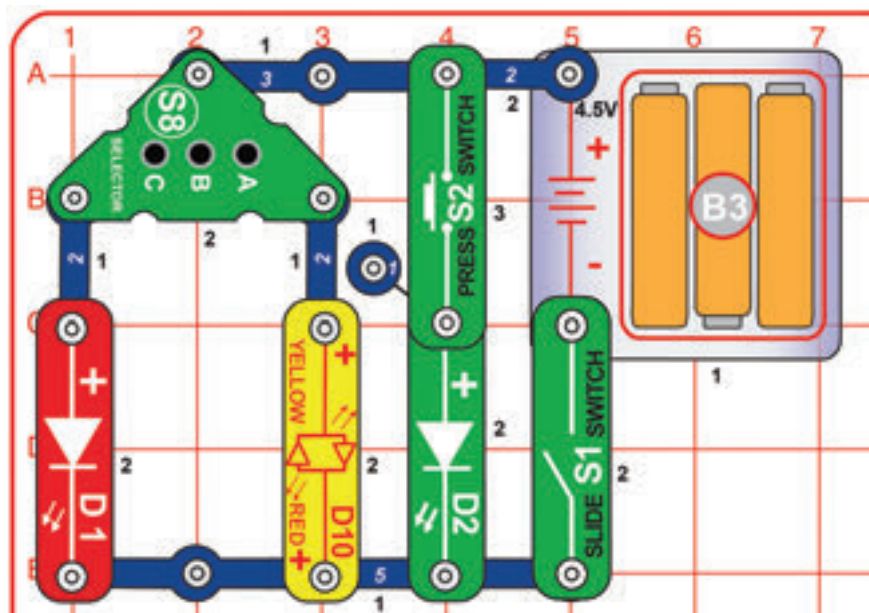 1 2 3 4 5 6 7
A
1
3
2
2
4.5V
+
S8
SELECTOR
C B A
B
PRESS S2 SWITCH
3
B3
-
2
1
2
1
2
1
1
1
C
+
YELLOW
+
+
D
2
2
2
2
D1
RED+
D10
D2
SLIDE S1 SWITCH
E
5
1